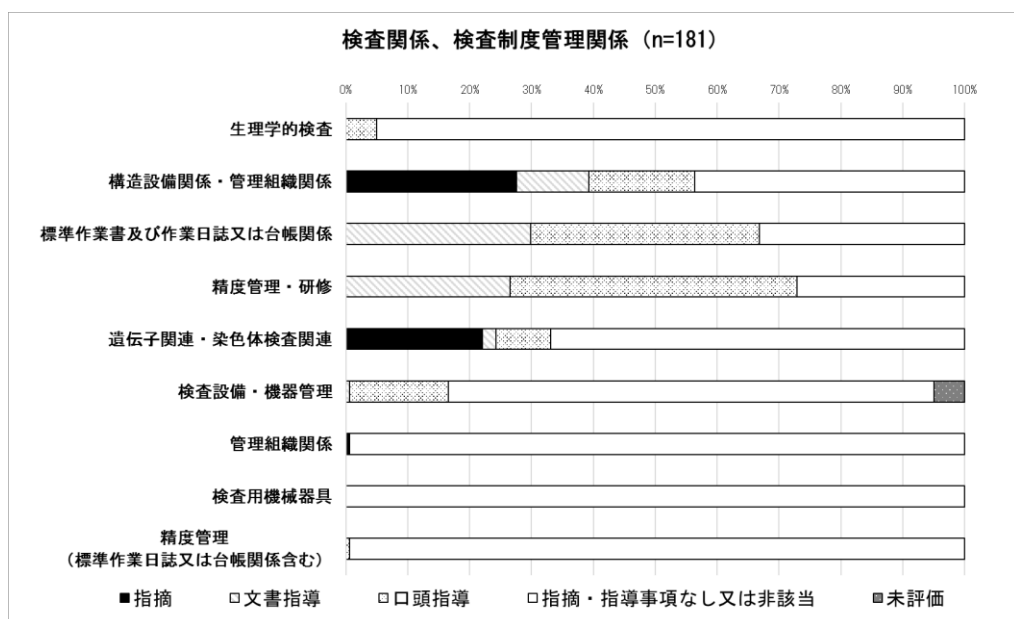 検査関係、検査制度管理関係（n=181）
0% 10% 20% 30% 40% 50% 60% 70% 80% 90% 100%
生理学的検査
構造設備関係・管理組織関係
標準作業書及び作業日誌又は台帳関係
精度管理・研修
遺伝子関連・染色体検査関連
検査設備・機器管理
管理組織関係
検査用機械器具
精度管理
（標準作業日誌又は台帳関係含む）
指摘 文書指導 口頭指導 指摘・指導事項なし又は非該当 未評価